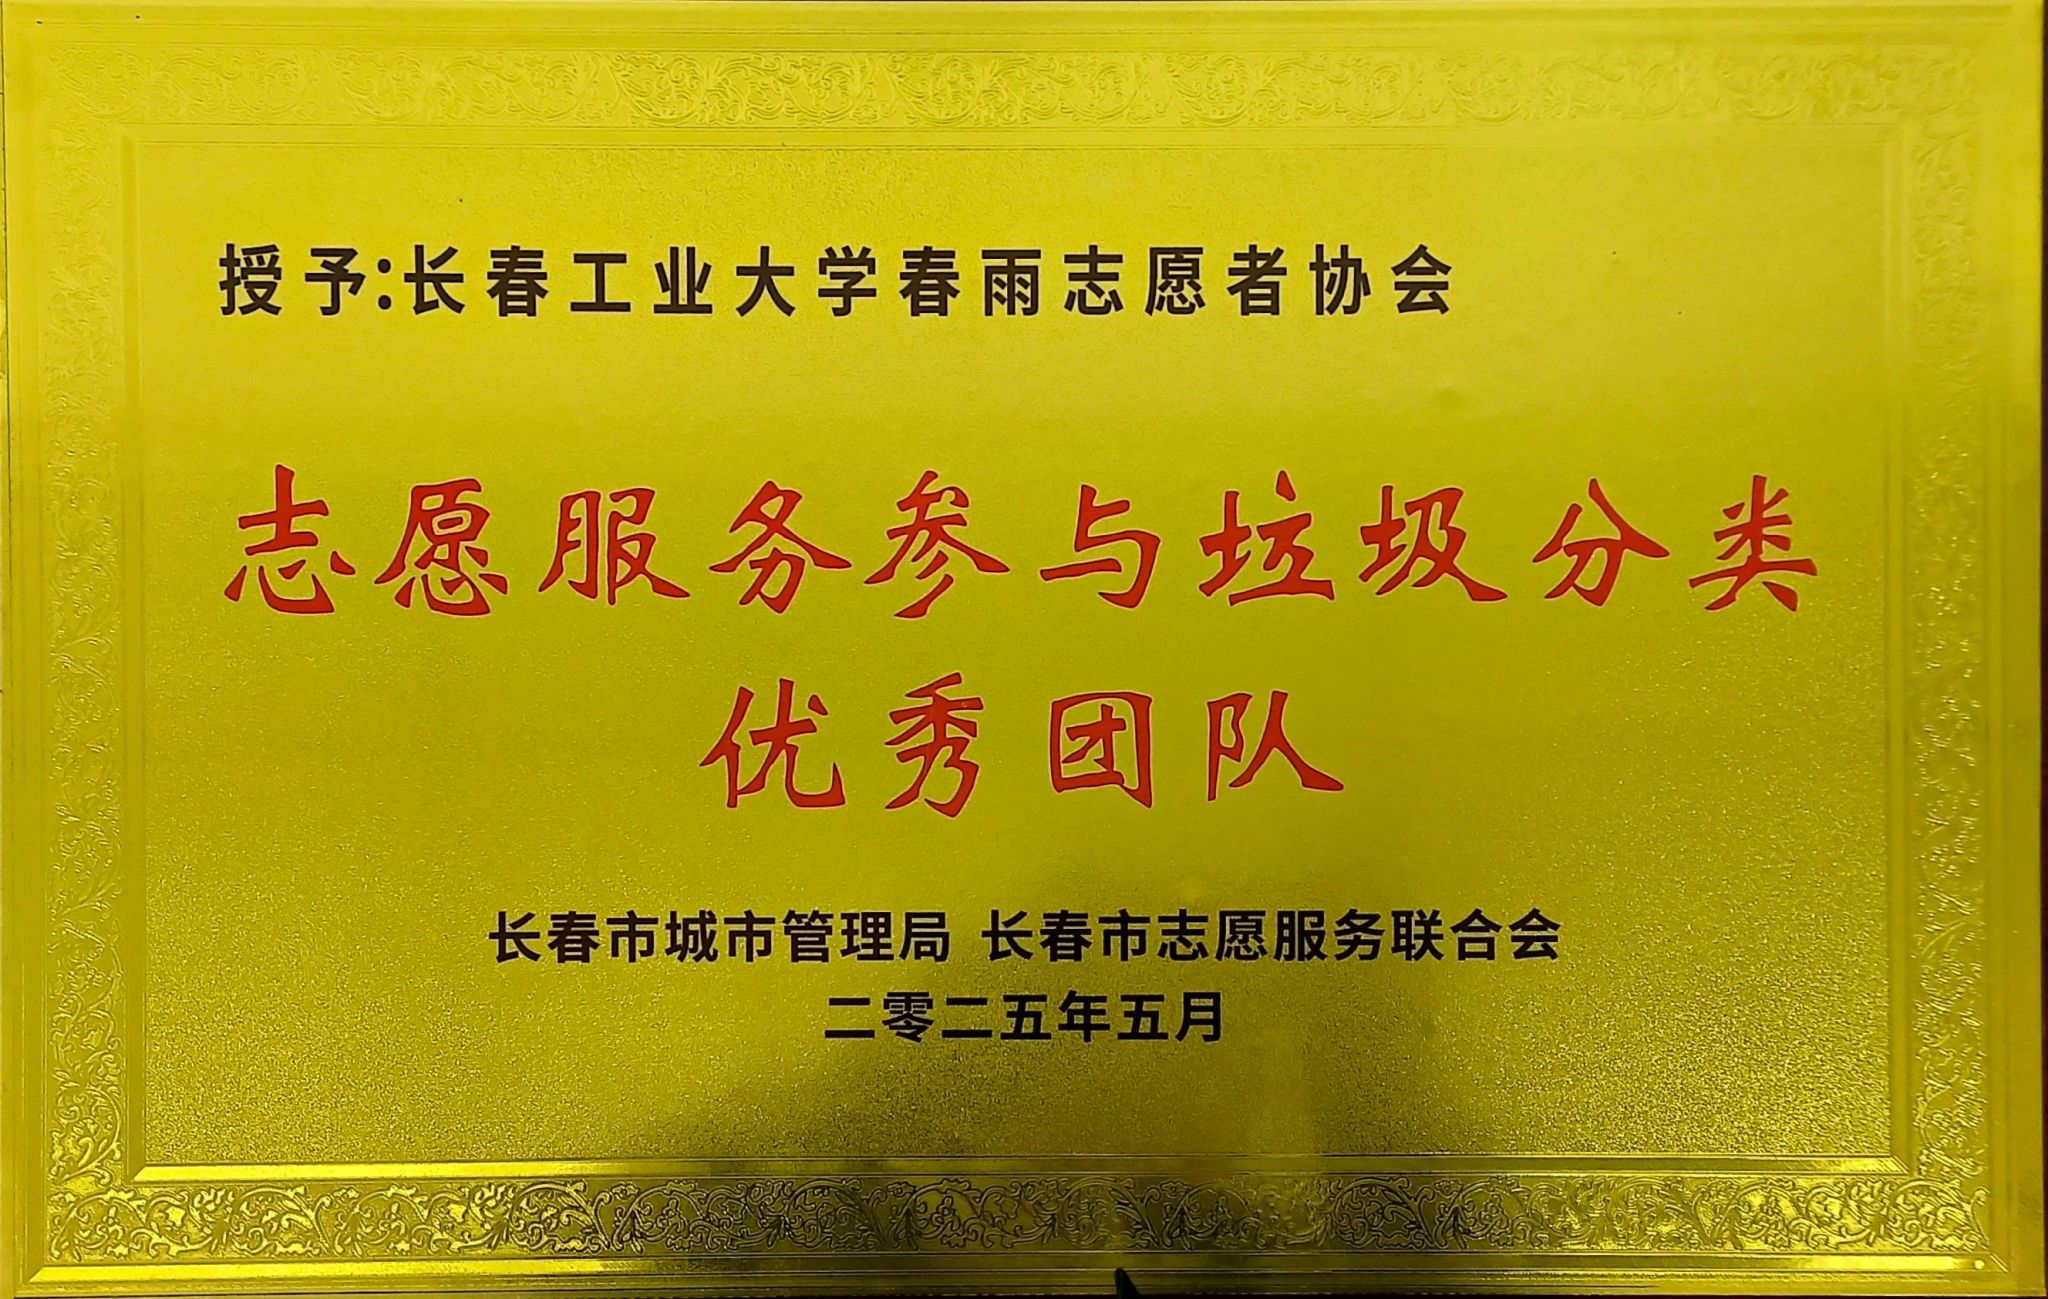 授予:长春工业大学春雨志愿者协会
志愿服务参与垃圾分类
优秀团队
长春市城市管理局 长春市志愿服务联合会
二零二五年五月